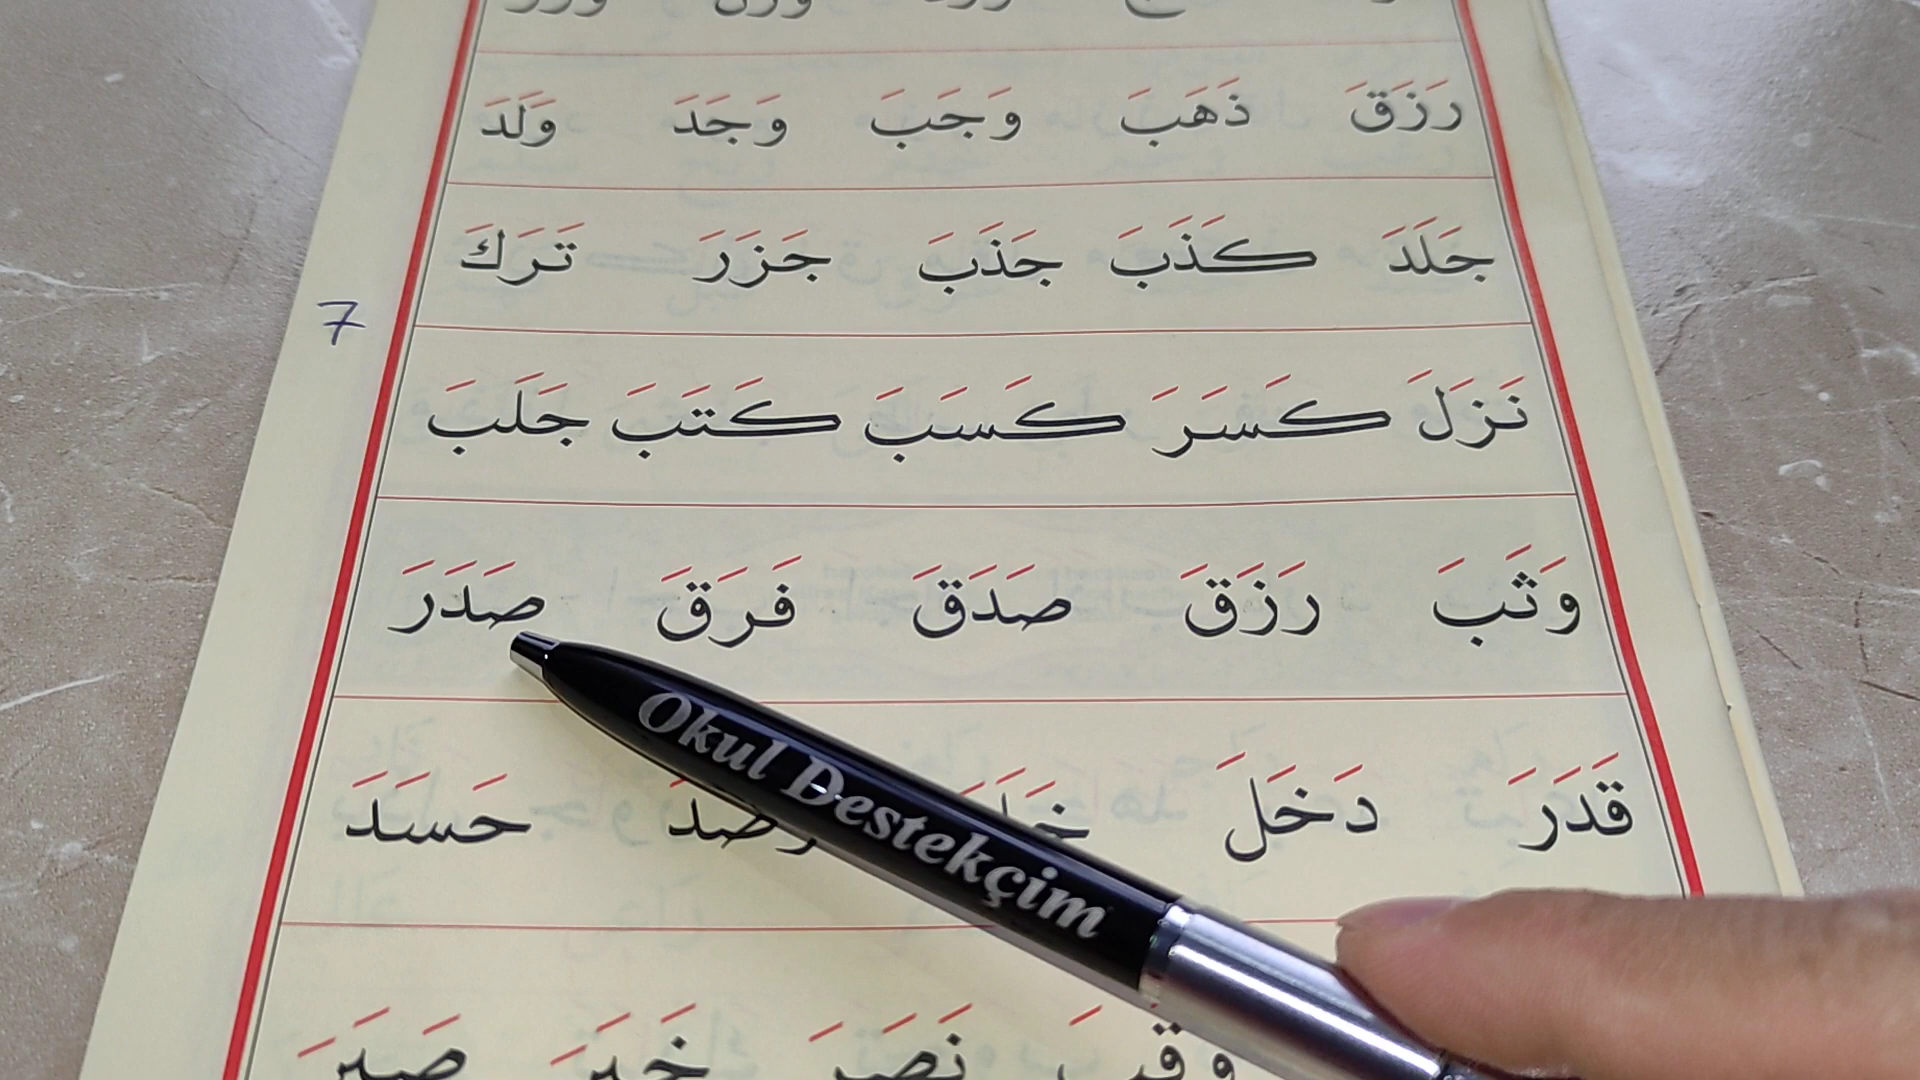 رَزَقَ ذَهَبَ وَجَبَ وَجَدَ وَلَدَ
جَلَدَ كَذَبَ جَذَبَ جَزَرَ تَرَكَ
7
نَزَلَ كَسَرَ كَسَبَ كَتَبَ جَلَبَ
وَثَبَ رَزَقَ صَدَقَ فَرَقَ صَدَرَ
قَدَرَ دَخَلَ حَسَدَ
نَصَرَ خَبَرَ صَبَرَ
Okul Destekçim